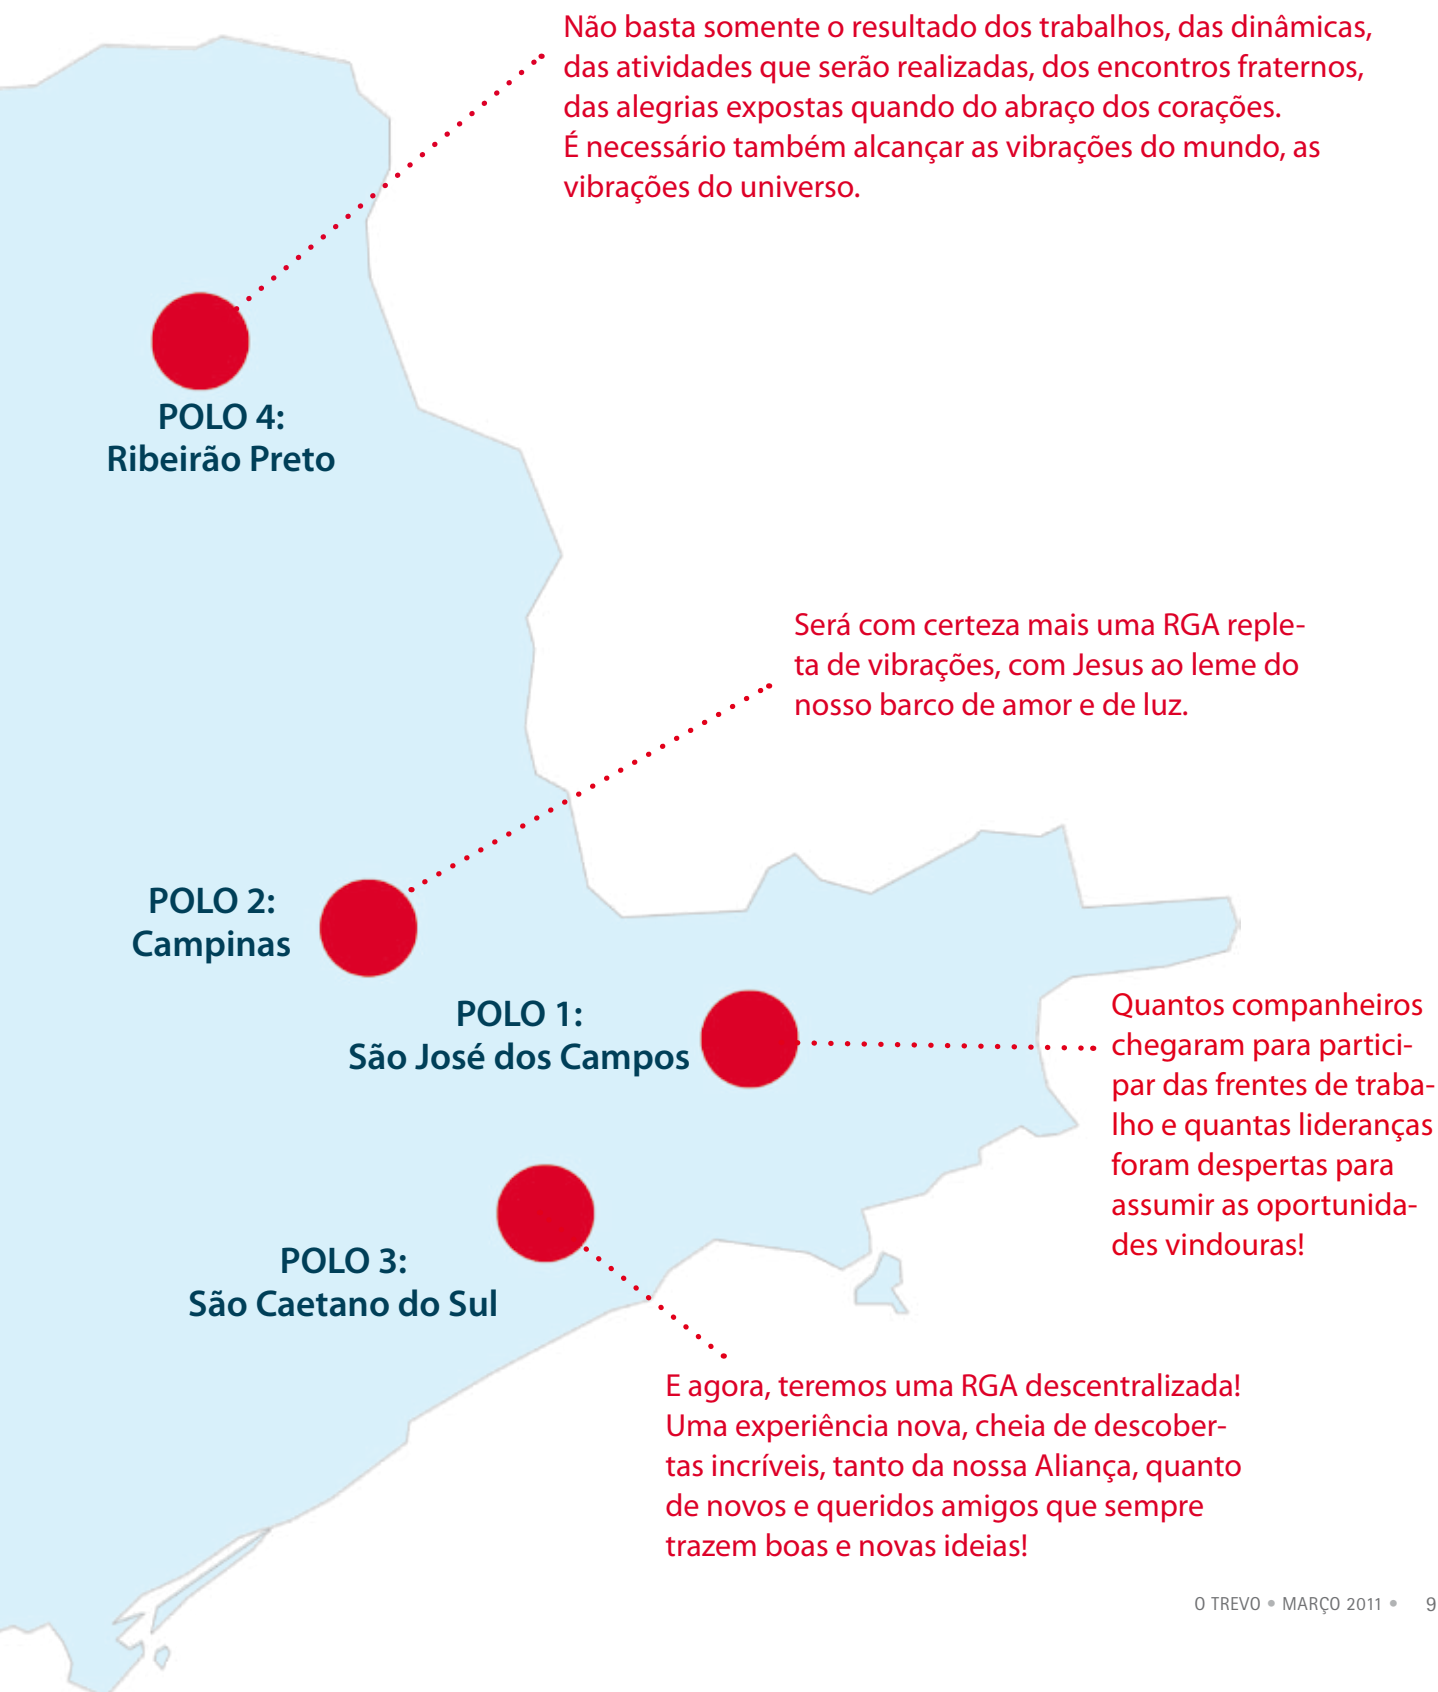 Não basta somente o resultado dos trabalhos, das dinâmicas,
das atividades que serão realizadas, dos encontros fraternos,
das alegrias expostas quando do abraço dos corações.
É necessário também alcançar as vibrações do mundo, as
vibrações do universo.
POLO 4:
Ribeirão Preto
Será com certeza mais uma RGA reple-
ta de vibrações, com Jesus ao leme do
nosso barco de amor e de luz.
POLO 2:
Campinas
POLO 1:
São José dos Campos
Quantos companheiros
chegaram para partici-
par das frentes de traba-
lho e quantas lideranças
foram despertas para
assumir as oportunida-
des vindouras!
POLO 3:
São Caetano do Sul
E agora, teremos uma RGA descentralizada!
Uma experiência nova, cheia de descober-
tas incríveis, tanto da nossa Aliança, quanto
de novos e queridos amigos que sempre
trazem boas e novas ideias!
O TREVO • MARÇO 2011 • 9